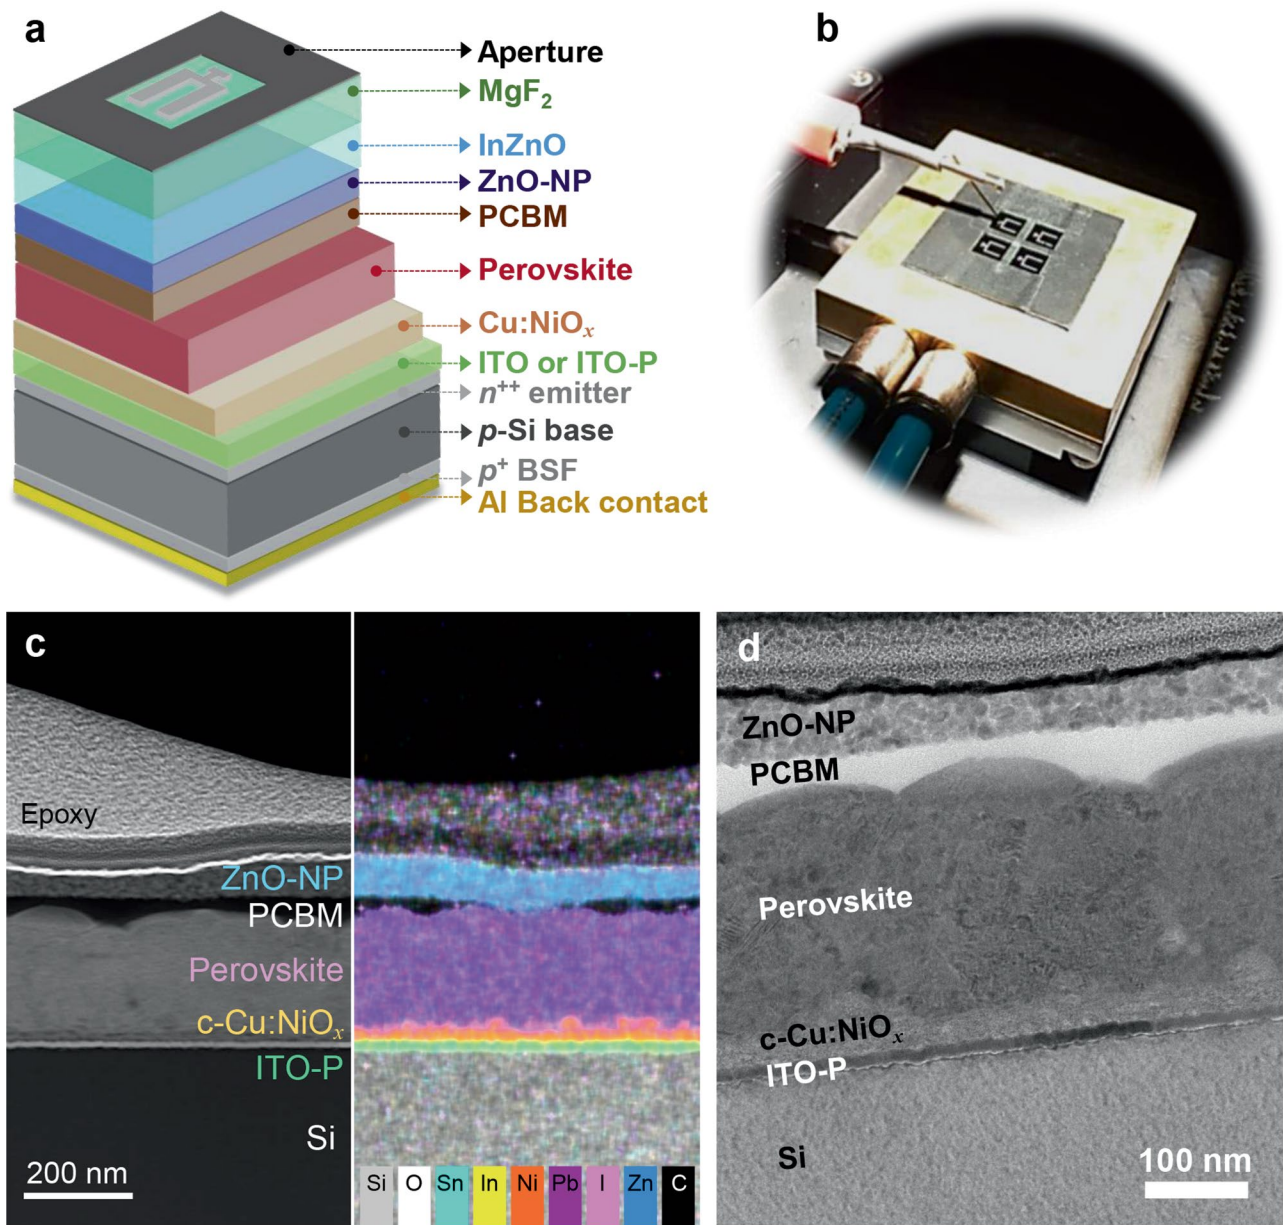 a
Aperture
MgF₂
InZnO
ZnO-NP
PCBM
Perovskite
Cu:NiOₓ
ITO or ITO-P
n⁺⁺ emitter
p-Si base
p⁺ BSF
Al Back contact
b
c
Epoxy
ZnO-NP
PCBM
Perovskite
c-Cu:NiOₓ
ITO-P
Si
200 nm
Si O Sn In Ni Pb I Zn C
d
ZnO-NP
PCBM
Perovskite
c-Cu:NiOₓ
ITO-P
Si
100 nm